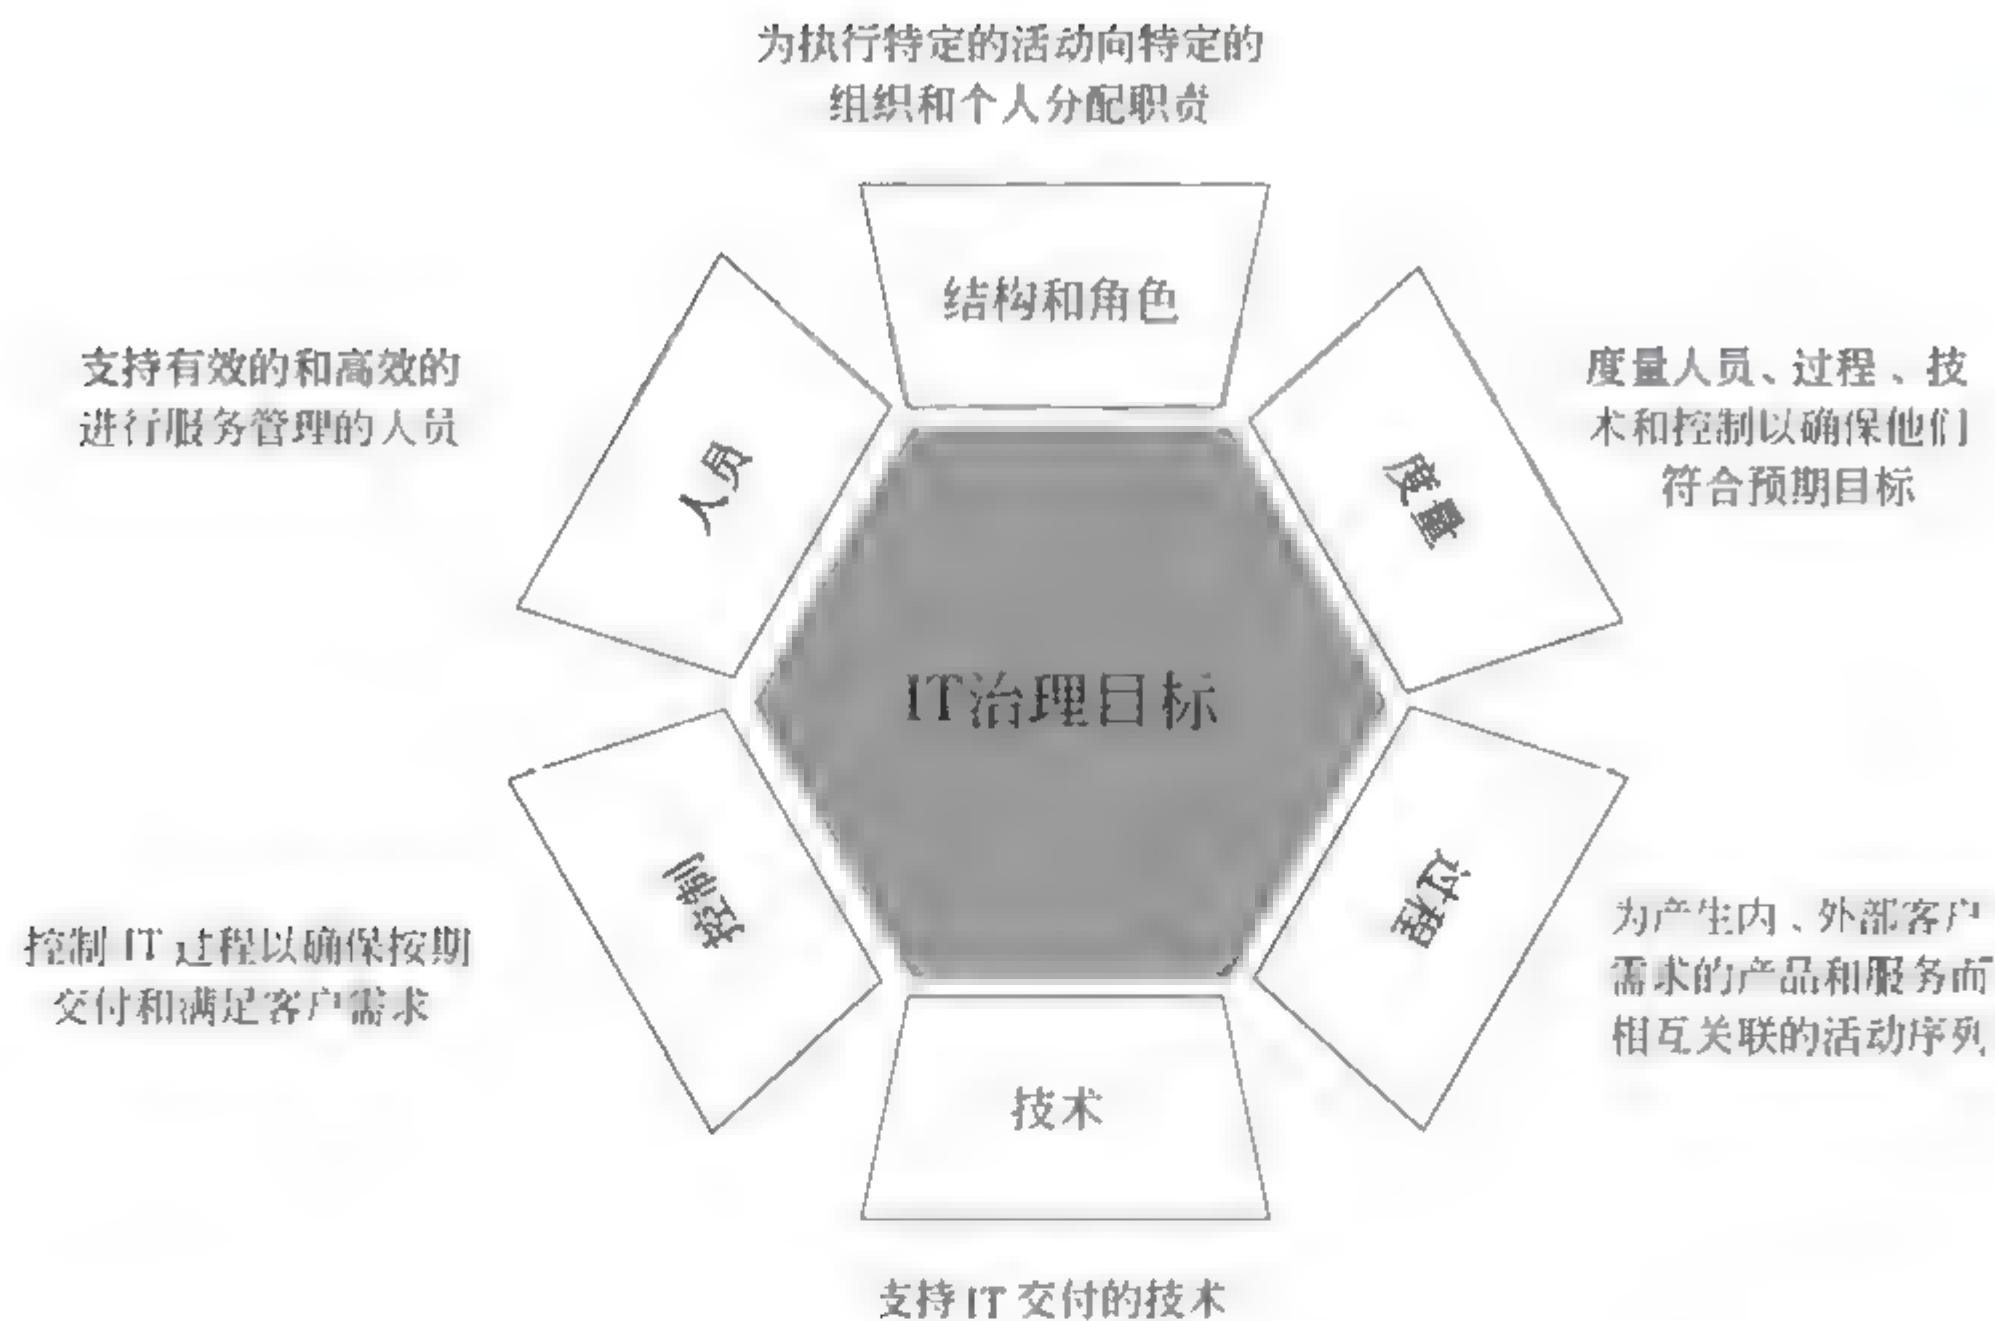 为执行特定的活动向特定的
组织和个人分配职责
结构和角色
支持有效的和高效的
进行服务管理的人员
人员
度量
度量人员、过程、技
术和控制以确保他们
符合预期目标
IT治理目标
控制
控制 IT 过程以确保按期
交付和满足客户需求
过程
为产生内、外部客户
需求的产品和服务而
相互关联的活动序列
技术
支持 IT 交付的技术